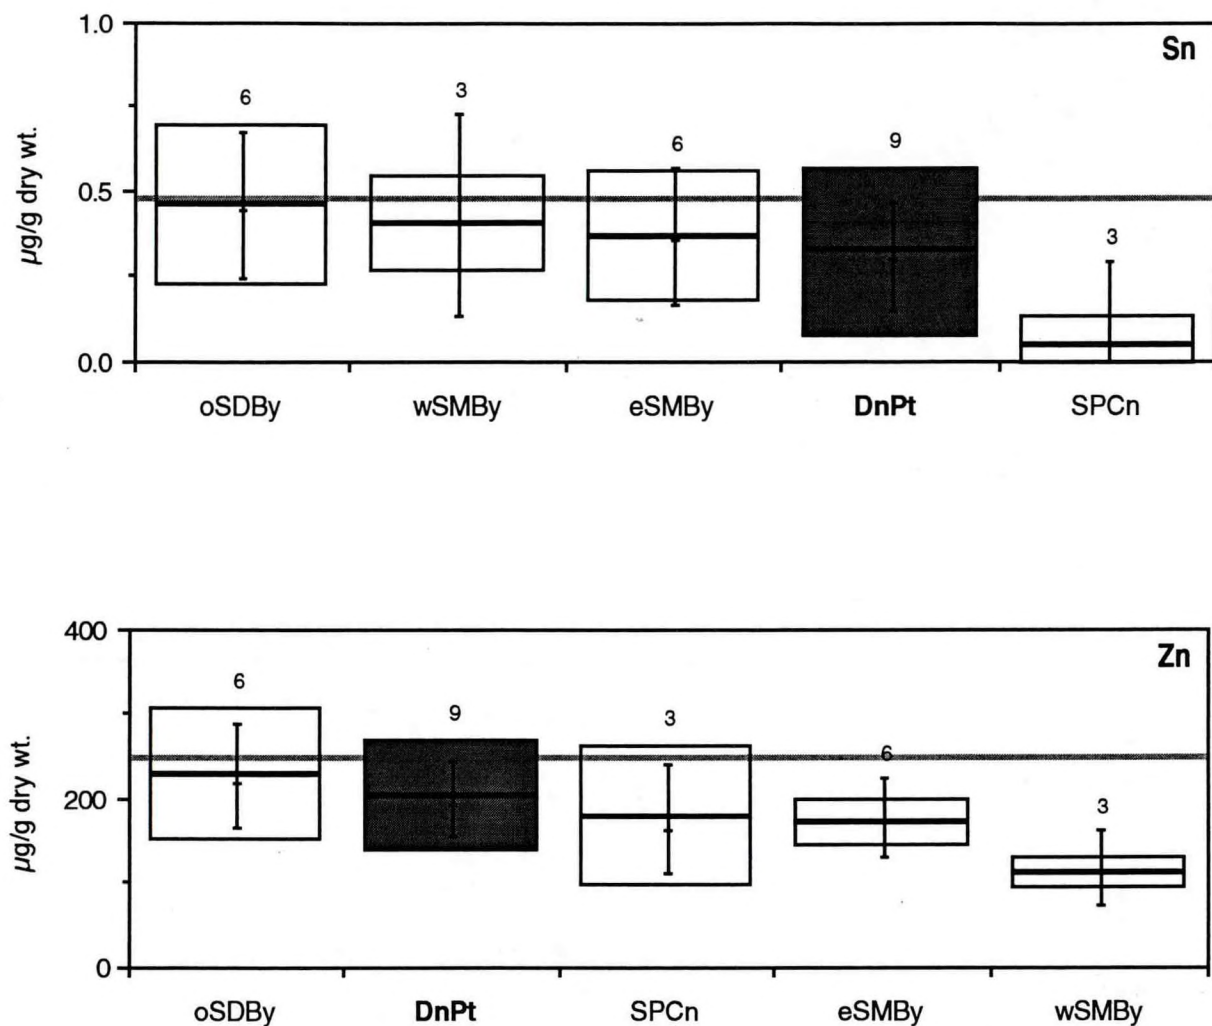 1.0
Sn
6
3
6
9
3
0.5
µg/g dry wt.
0.0
oSDBy wSMBy eSMBy DnPt SPCn
400
Zn
6
9
3
6
3
µg/g dry wt.
200
0
oSDBy DnPt SPCn eSMBy wSMBy